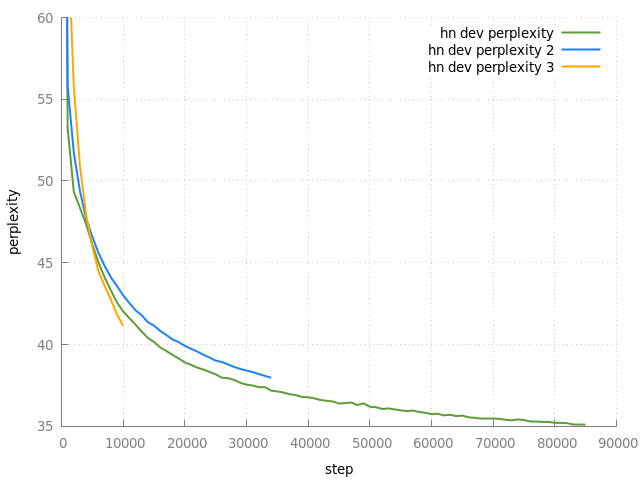 60
55
50
45
40
35
perplexity
hn dev perplexity
hn dev perplexity 2
hn dev perplexity 3
0 10000 20000 30000 40000 50000 60000 70000 80000 90000
step